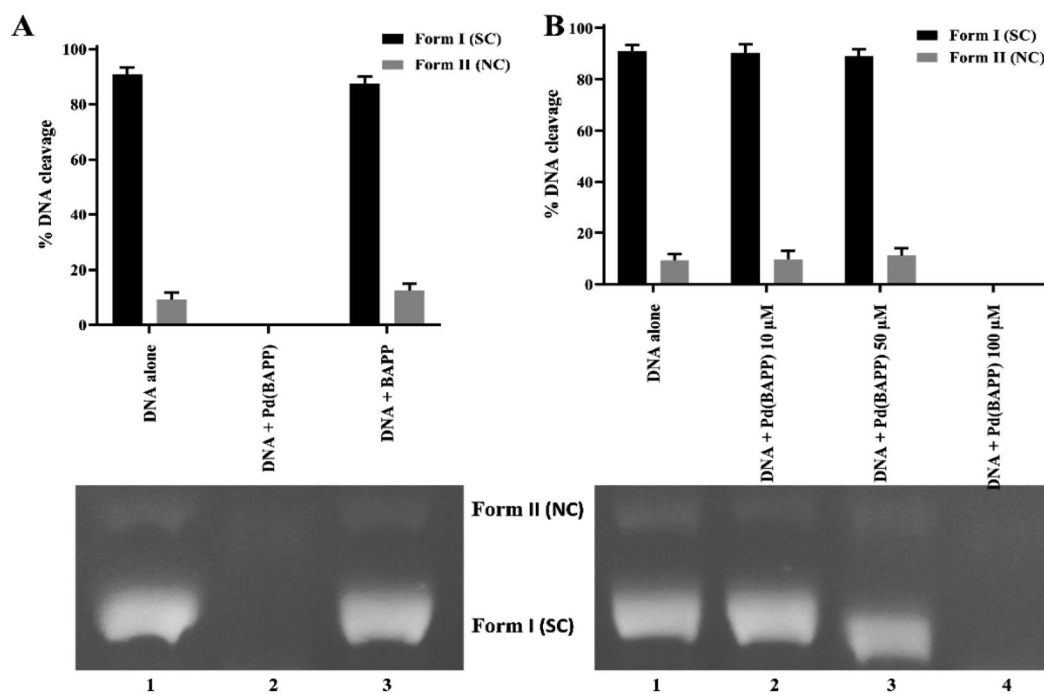 A
Form I (SC)
Form II (NC)
100
80
60
40
20
0
% DNA cleavage
DNA alone
DNA + Pd(BAPP)
DNA + BAPP
B
Form I (SC)
Form II (NC)
100
80
60
40
20
0
% DNA cleavage
DNA alone
DNA + Pd(BAPP) 10 μM
DNA + Pd(BAPP) 50 μM
DNA + Pd(BAPP) 100 μM
Form II (NC)
Form I (SC)
1 2 3
1 2 3 4